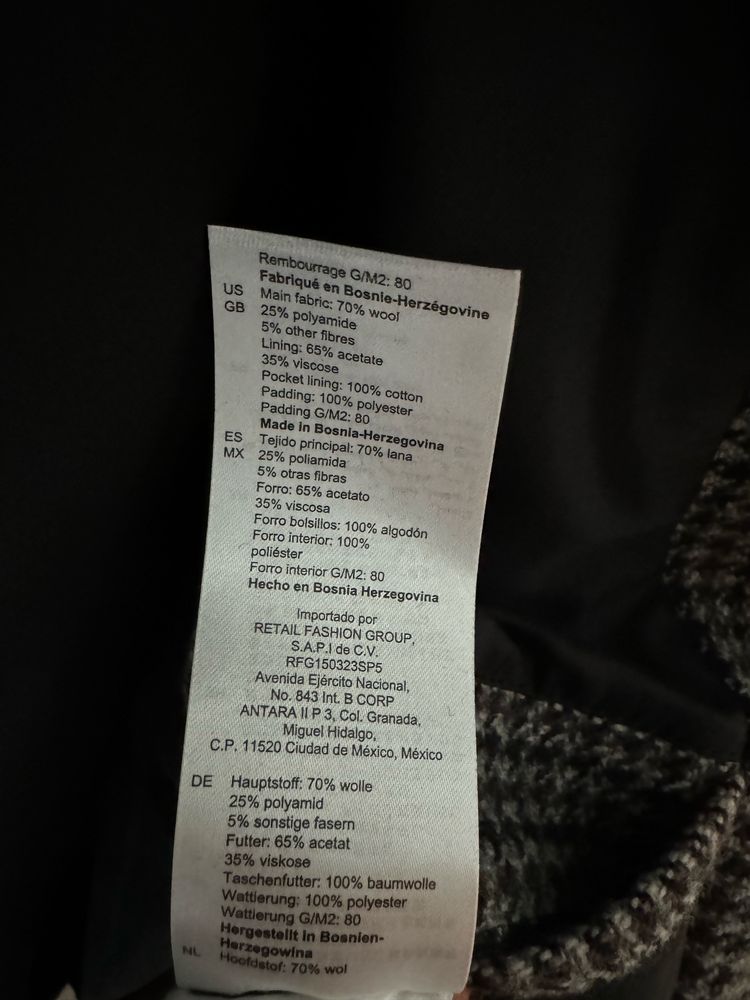 Rembourrage G/M2: 80
Fabriqué en Bosnie-Herzégovine
US Main fabric: 70% wool
GB 25% polyamide
5% other fibres
Lining: 65% acetate
35% viscose
Pocket lining: 100% cotton
Padding: 100% polyester
Padding G/M2: 80
Made in Bosnia-Herzegovina
ES Tejido principal: 70% lana
MX 25% poliamida
5% otras fibras
Forro: 65% acetato
35% viscosa
Forro bolsillos: 100% algodón
Forro interior: 100%
poliéster
Forro interior G/M2: 80
Hecho en Bosnia Herzegovina
Importado por
RETAIL FASHION GROUP,
S.A.P.I de C.V.
RFG150323SP5
Avenida Ejército Nacional,
No. 843 Int. B CORP
ANTARA II P 3, Col. Granada,
Miguel Hidalgo,
C.P. 11520 Ciudad de México, México
DE Hauptstoff: 70% wolle
25% polyamid
5% sonstige fasern
Futter: 65% acetat
35% viskose
Taschenfutter: 100% baumwolle
Wattierung: 100% polyester
Wattierung G/M2: 80
Hergestellt in Bosnien-
Herzegowina
NL Hoofdstof: 70% wol